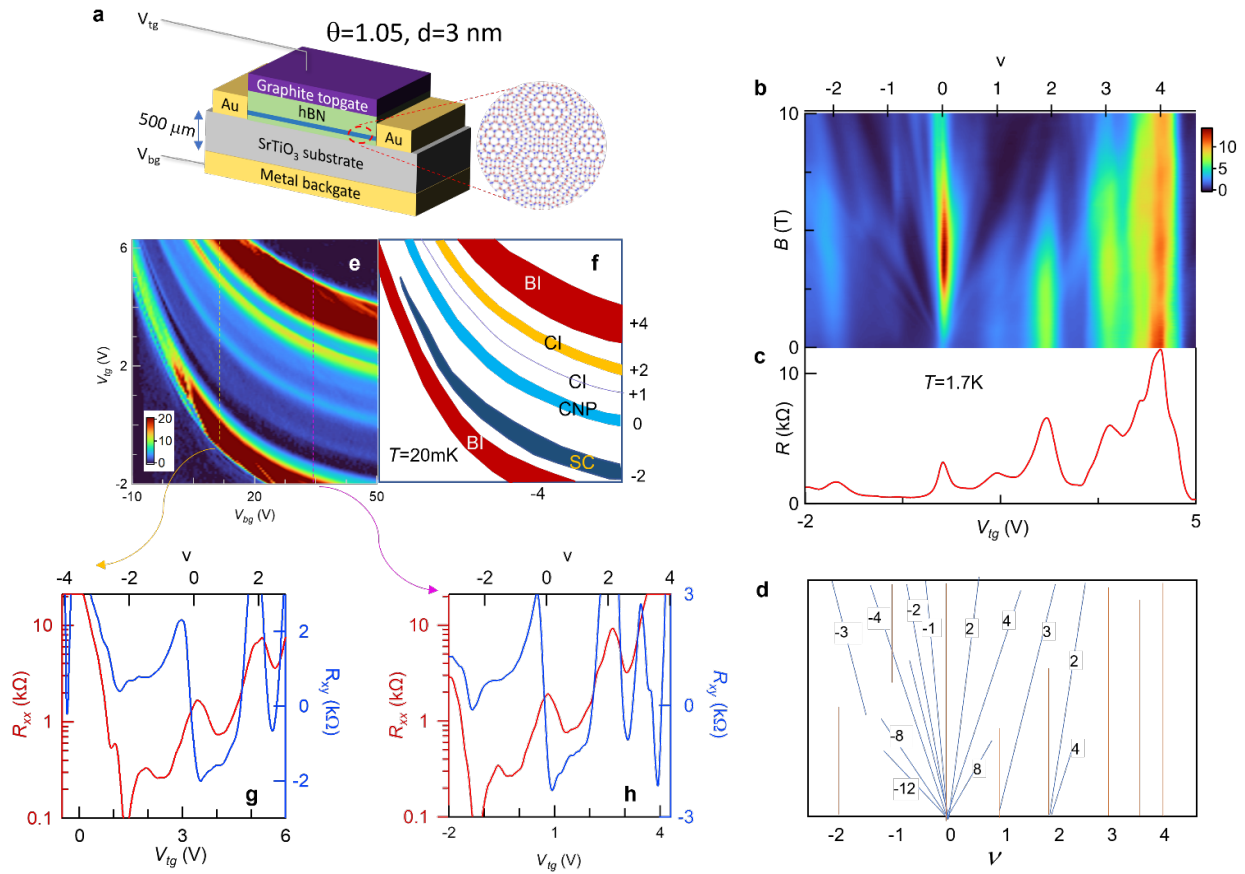 a
V_tg
θ=1.05, d=3 nm
Graphite topgate
hBN
Au
Au
500 μm
SrTiO₃ substrate
V_bg
Metal backgate
b
ν
-2 -1 0 1 2 3 4
10
B (T)
0
10
5
0
c
T=1.7K
10
R (kΩ)
0
-2 5
V_tg (V)
e
6
V_tg (V)
2
-2
20
10
0
-10 20 50
V_bg (V)
f
BI
+4
CI
+2
CI
+1
CNP
0
BI
SC
-2
T=20mK
-4
d
-3
-4
-2
-1
2
4
3
2
-8
-12
8
4
-2 -1 0 1 2 3 4
ν
ν
-4 -2 0 2
10
1
0.1
R_xx (kΩ)
2
0
-2
R_xy (kΩ)
g
0 3 6
V_tg (V)
ν
-2 0 2 4
10
1
0.1
R_xx (kΩ)
3
0
-3
R_xy (kΩ)
h
-2 1 4
V_tg (V)